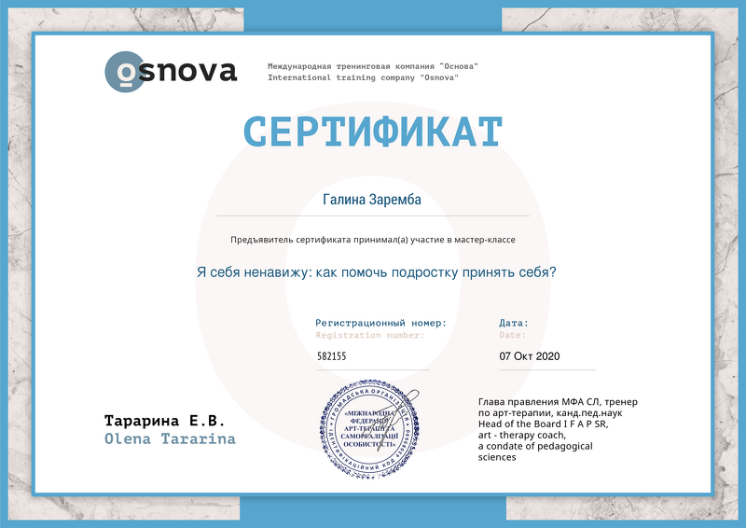 osnova
Международная тренинговая компания "Основа"
International training company "Osnova"
СЕРТИФИКАТ
Галина Заремба
Предъявитель сертификата принимал(а) участие в мастер-классе
Я себя ненавижу: как помочь подростку принять себя?
Регистрационный номер:
Registration number:
582155
Дата:
Date:
07 Окт 2020
Тарарина Е.В.
Olena Tararina
ГРОМАДСЬКА ОРГАНІЗАЦІЯ
«МІЖНАРОДНА
ФЕДЕРАЦІЯ
АРТ-ТЕРАПІЇ ТА
САМОРЕАЛІЗАЦІЇ
ОСОБИСТОСТІ»
Глава правления МФА СЛ, тренер
по арт-терапии, канд.пед.наук
Head of the Board I F A P SR,
art - therapy coach,
a condate of pedagogical
sciences